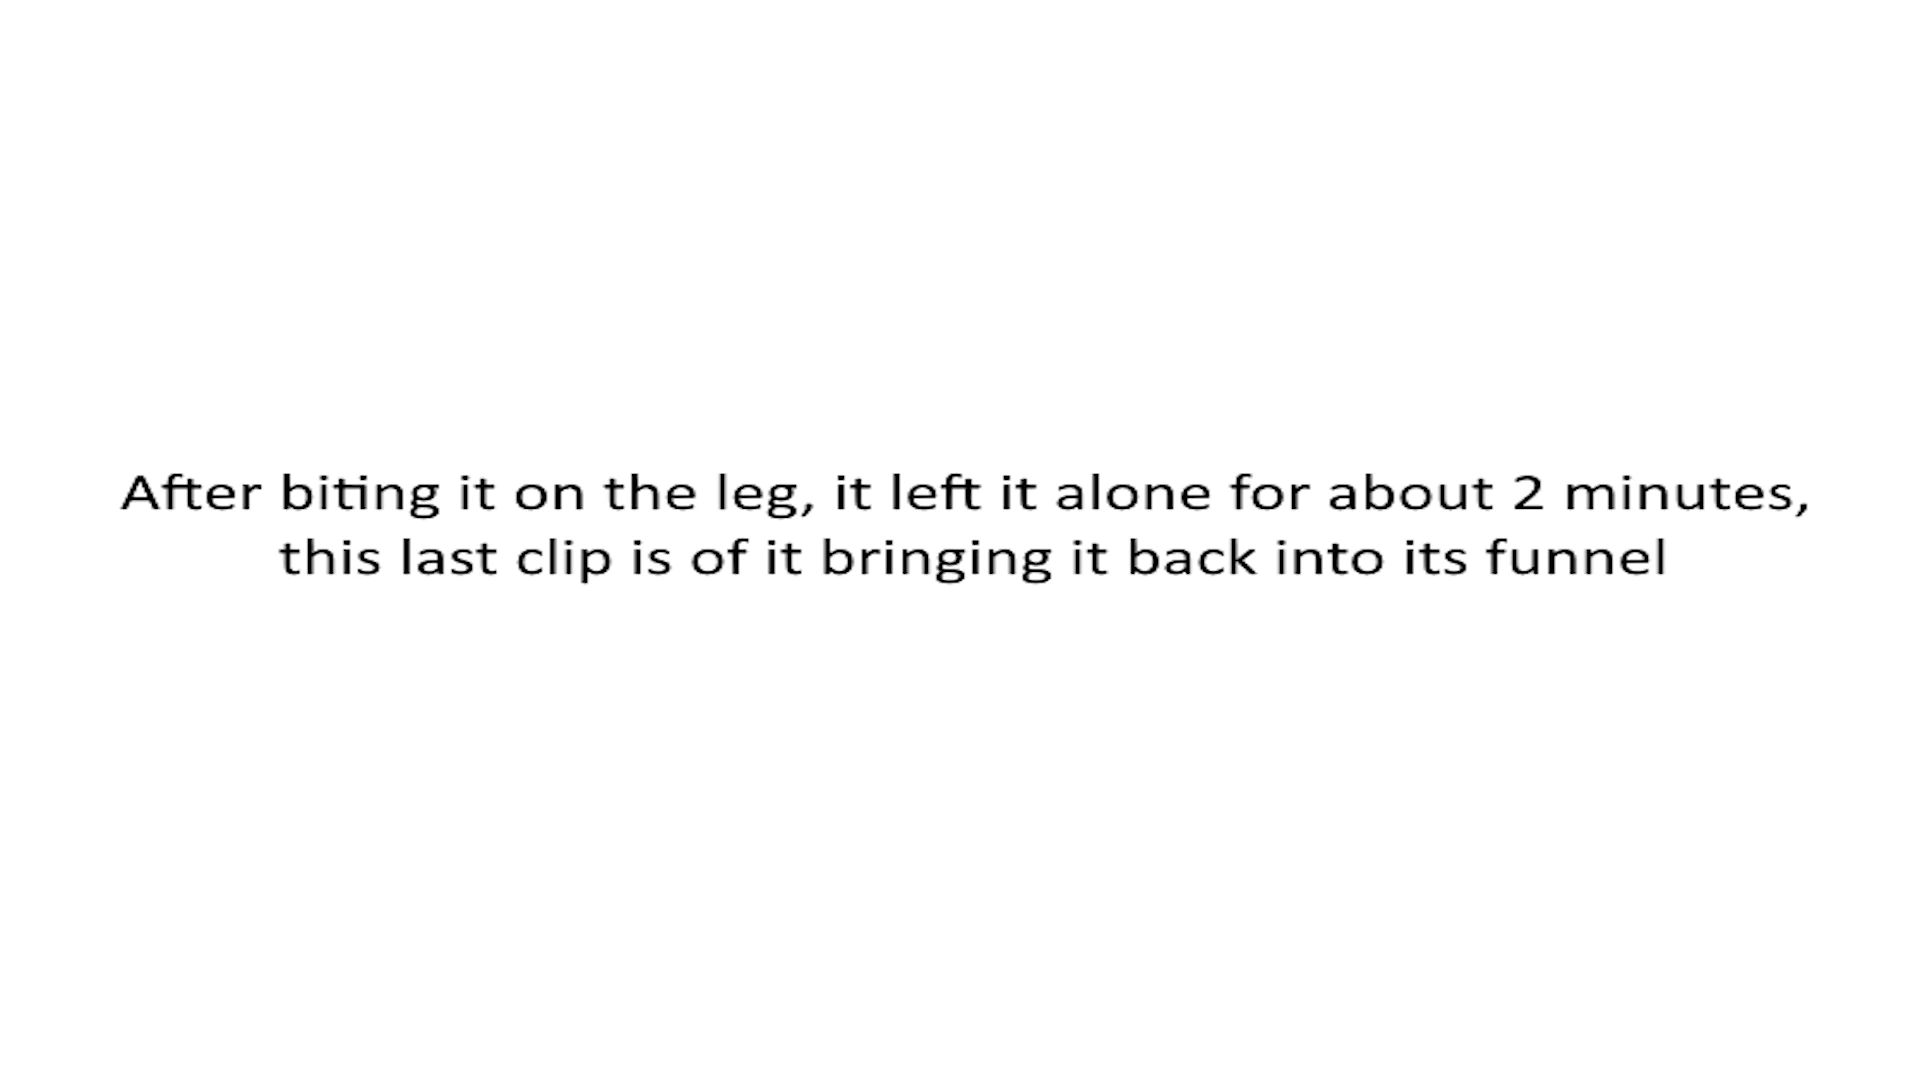 After biting it on the leg, it left it alone for about 2 minutes,
this last clip is of it bringing it back into its funnel